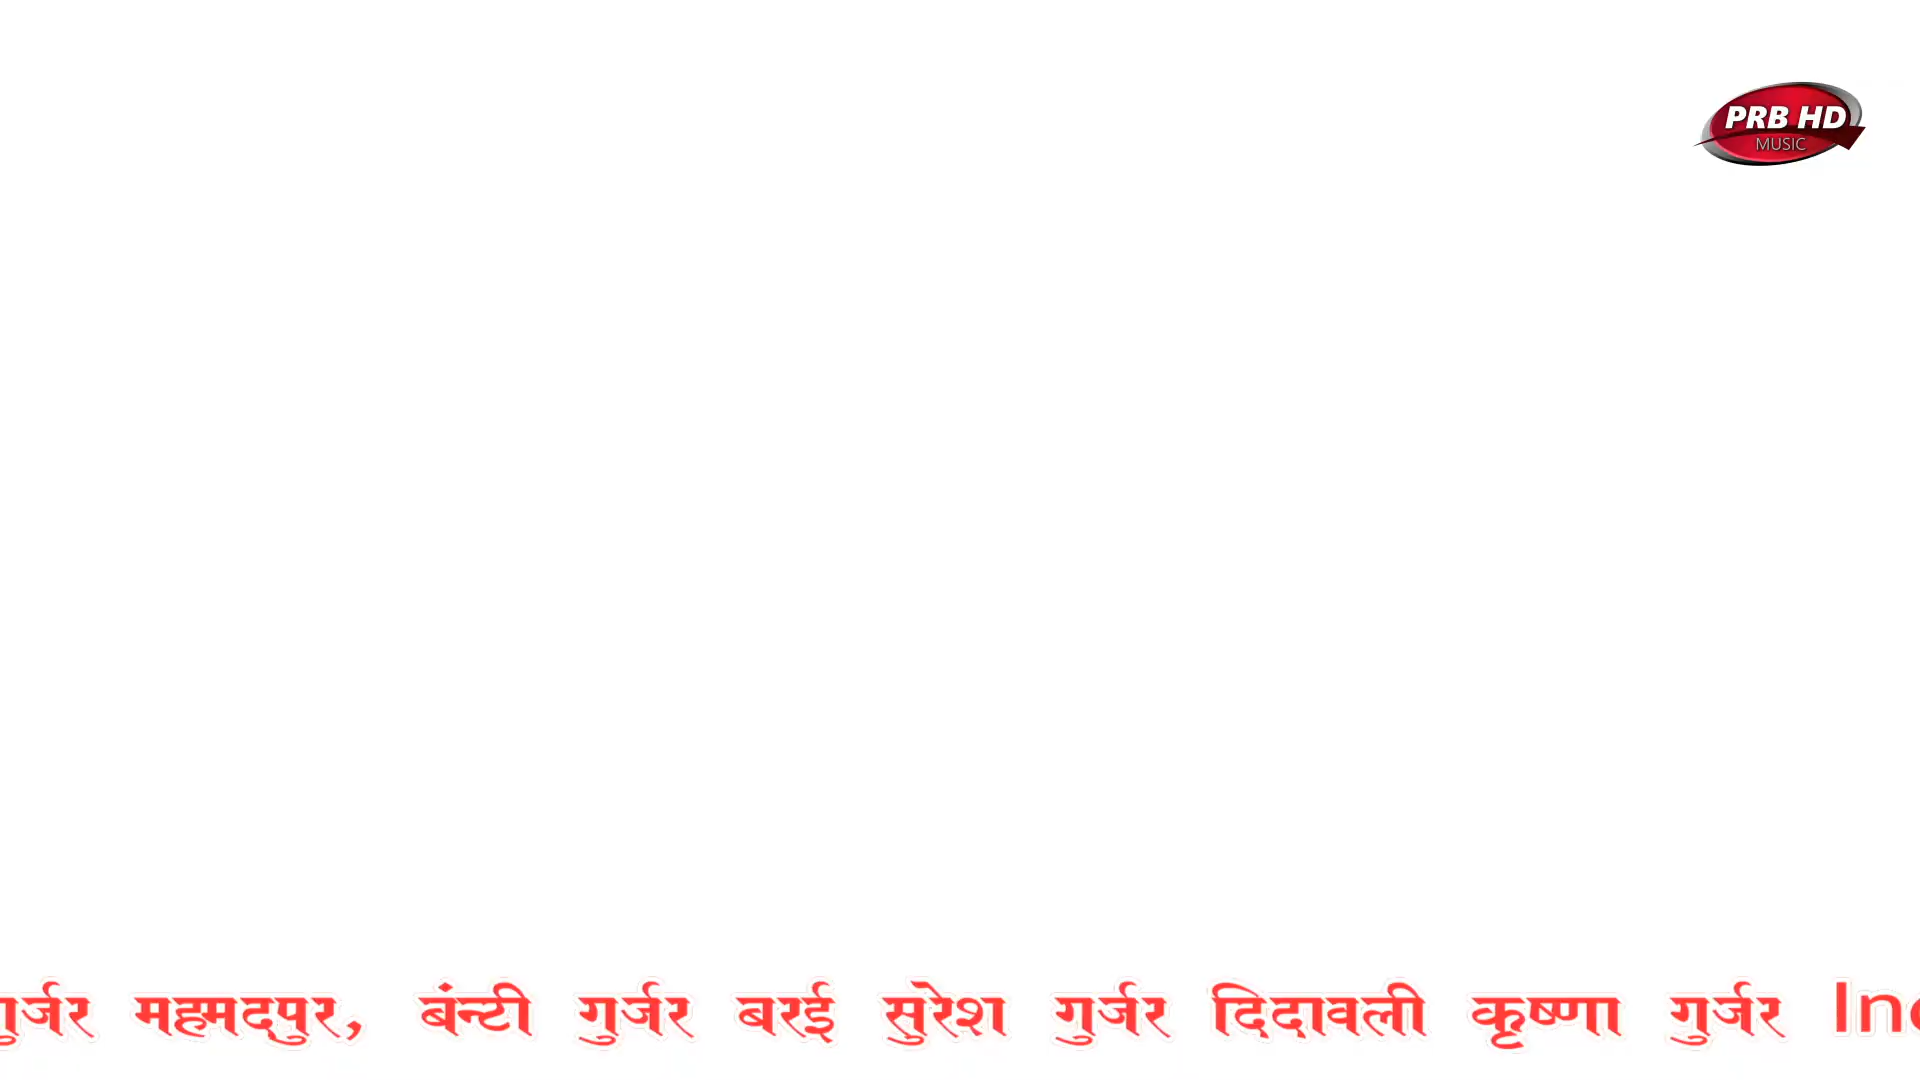 PRB HD
MUSIC
गुर्जर महमदपुर, बंन्टी गुर्जर बरई सुरेश गुर्जर दिदावली कृष्णा गुर्जर